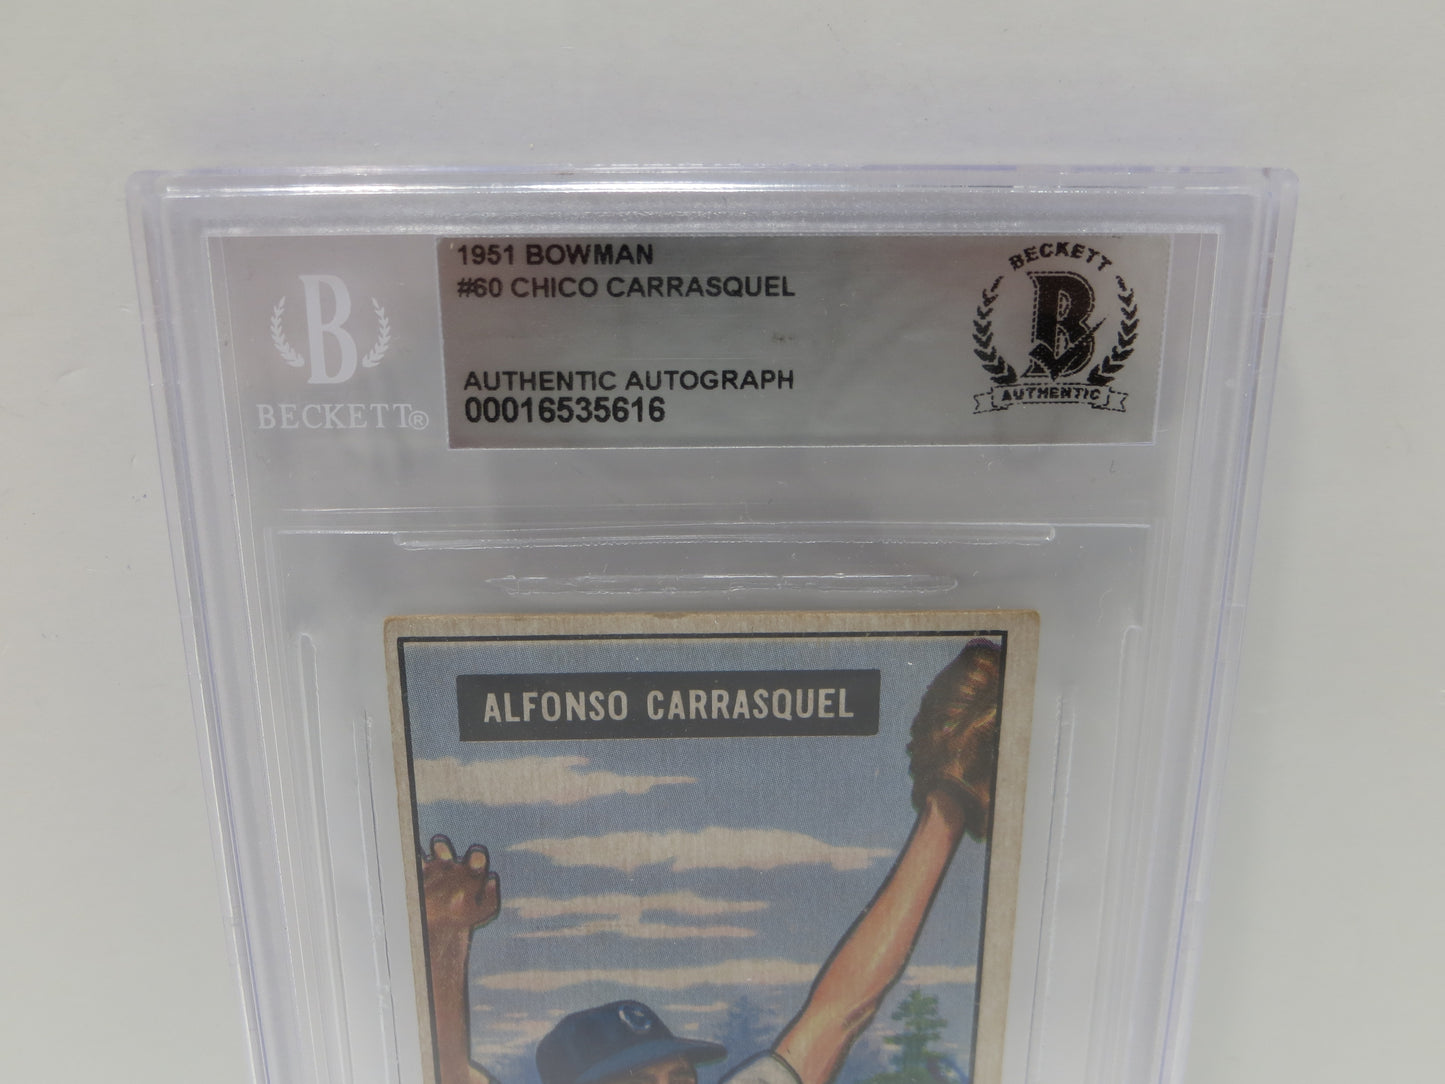 1951 BOWMAN
#60 CHICO CARRASQUEL
AUTHENTIC AUTOGRAPH
00016535616
B
BECKETT®
BECKETT
B
AUTHENTIC
ALFONSO CARRASQUEL
C